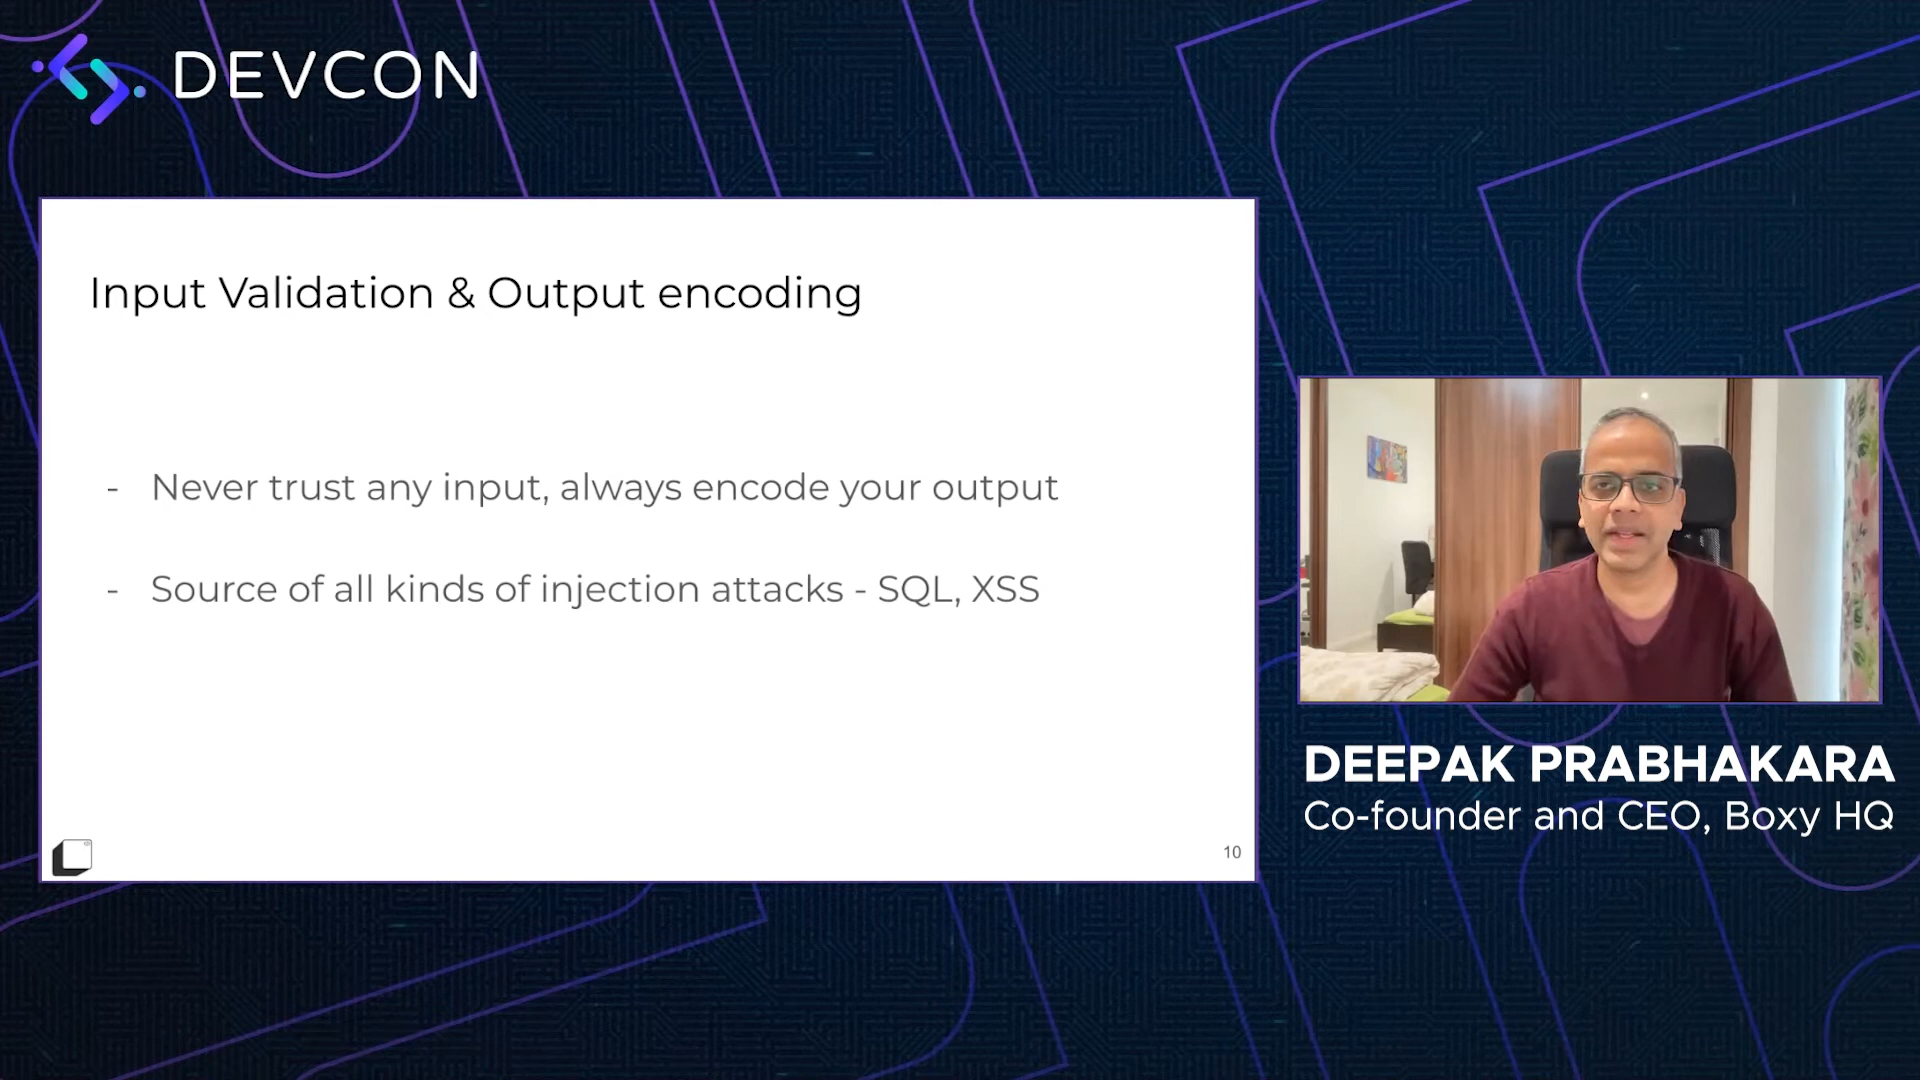 DEVCON
Input Validation & Output encoding
- Never trust any input, always encode your output
- Source of all kinds of injection attacks - SQL, XSS
10
DEEPAK PRABHAKARA
Co-founder and CEO, Boxy HQ